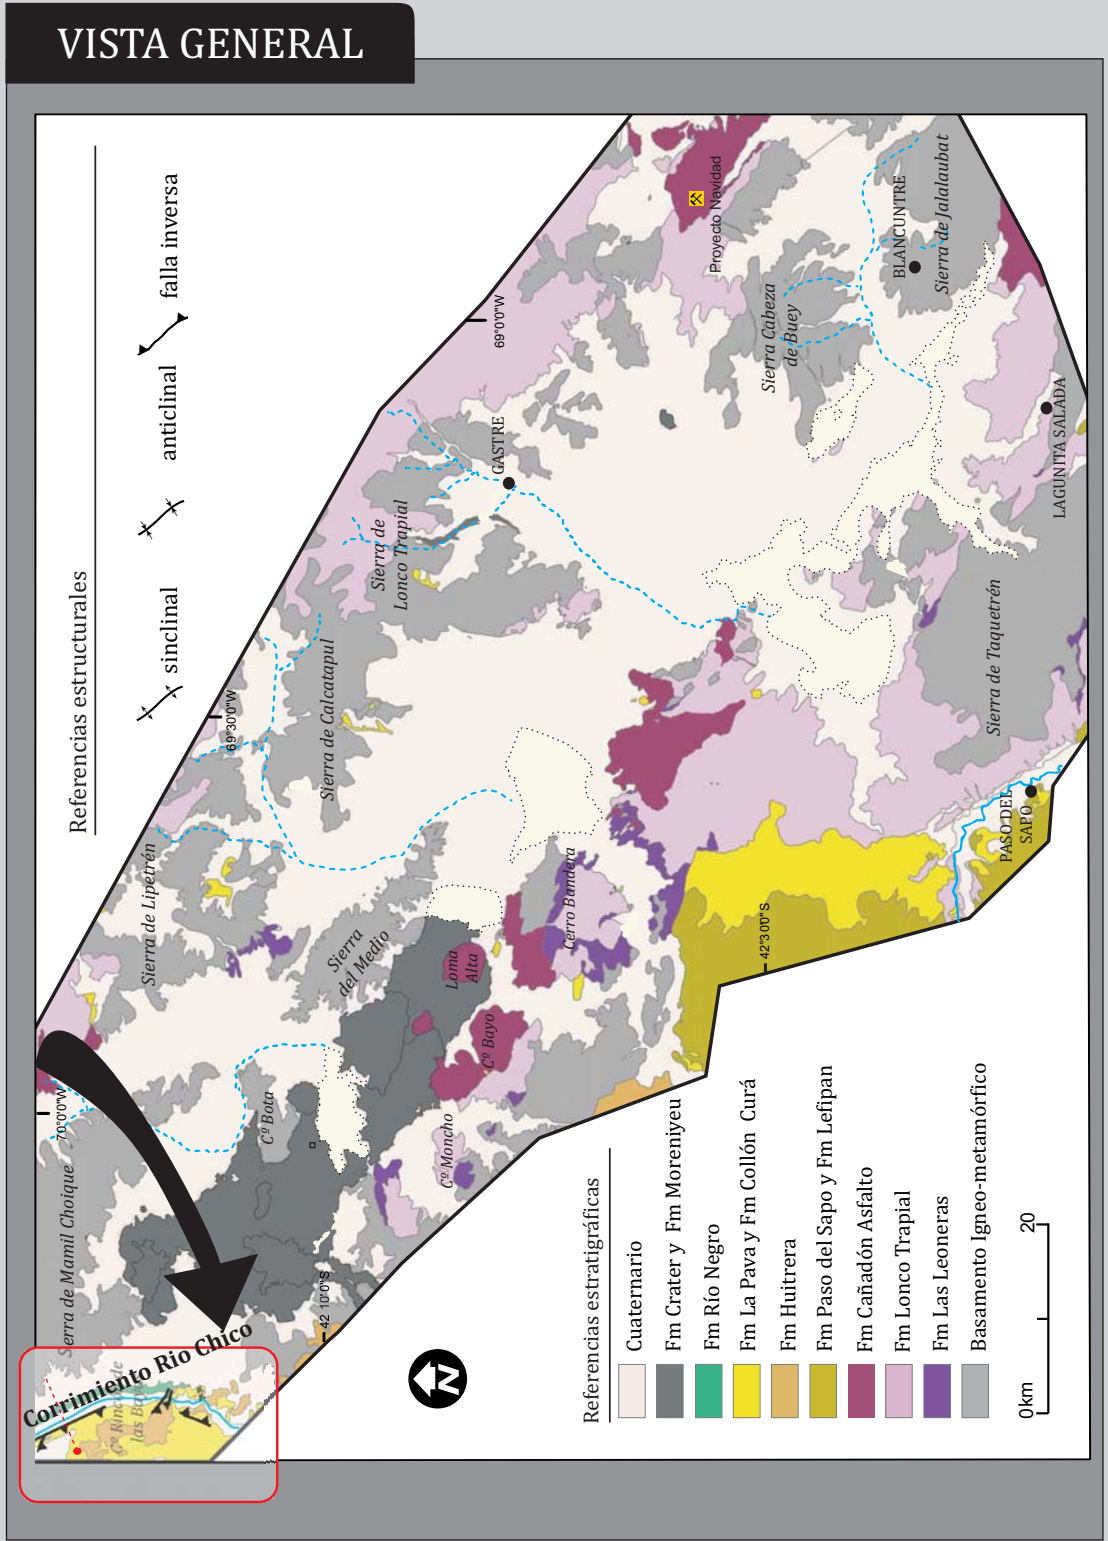 VISTA GENERAL
Referencias estructurales
sinclinal
anticlinal
falla inversa
70°0'0"W
69°30'0"W
69°0'0"W
42 10'0"S
42°30'0"S
Sierra de Mamil Choique
Corrimiento Rio Chico
Cº Rincón de
las Bayas
Cº Bota
Cº Moncho
Cº Bayo
Loma
Alta
Sierra
del Medio
Sierra de Lipetrén
Cerro Bandera
Sierra de Calcatapul
Sierra de
Lonco Trapial
GASTRE
Proyecto Navidad
Sierra Cabeza
de Buey
BLANCUNTRE
Sierra de Jalalaubat
LAGUNITA SALADA
Sierra de Taquetrén
PASO DEL
SAPO
N
Referencias estratigráficas
Cuaternario
Fm Crater y Fm Moreniyeu
Fm Río Negro
Fm La Pava y Fm Collón Curá
Fm Huitrera
Fm Paso del Sapo y Fm Lefipan
Fm Cañadón Asfalto
Fm Lonco Trapial
Fm Las Leoneras
Basamento Igneo-metamórfico
0km
20